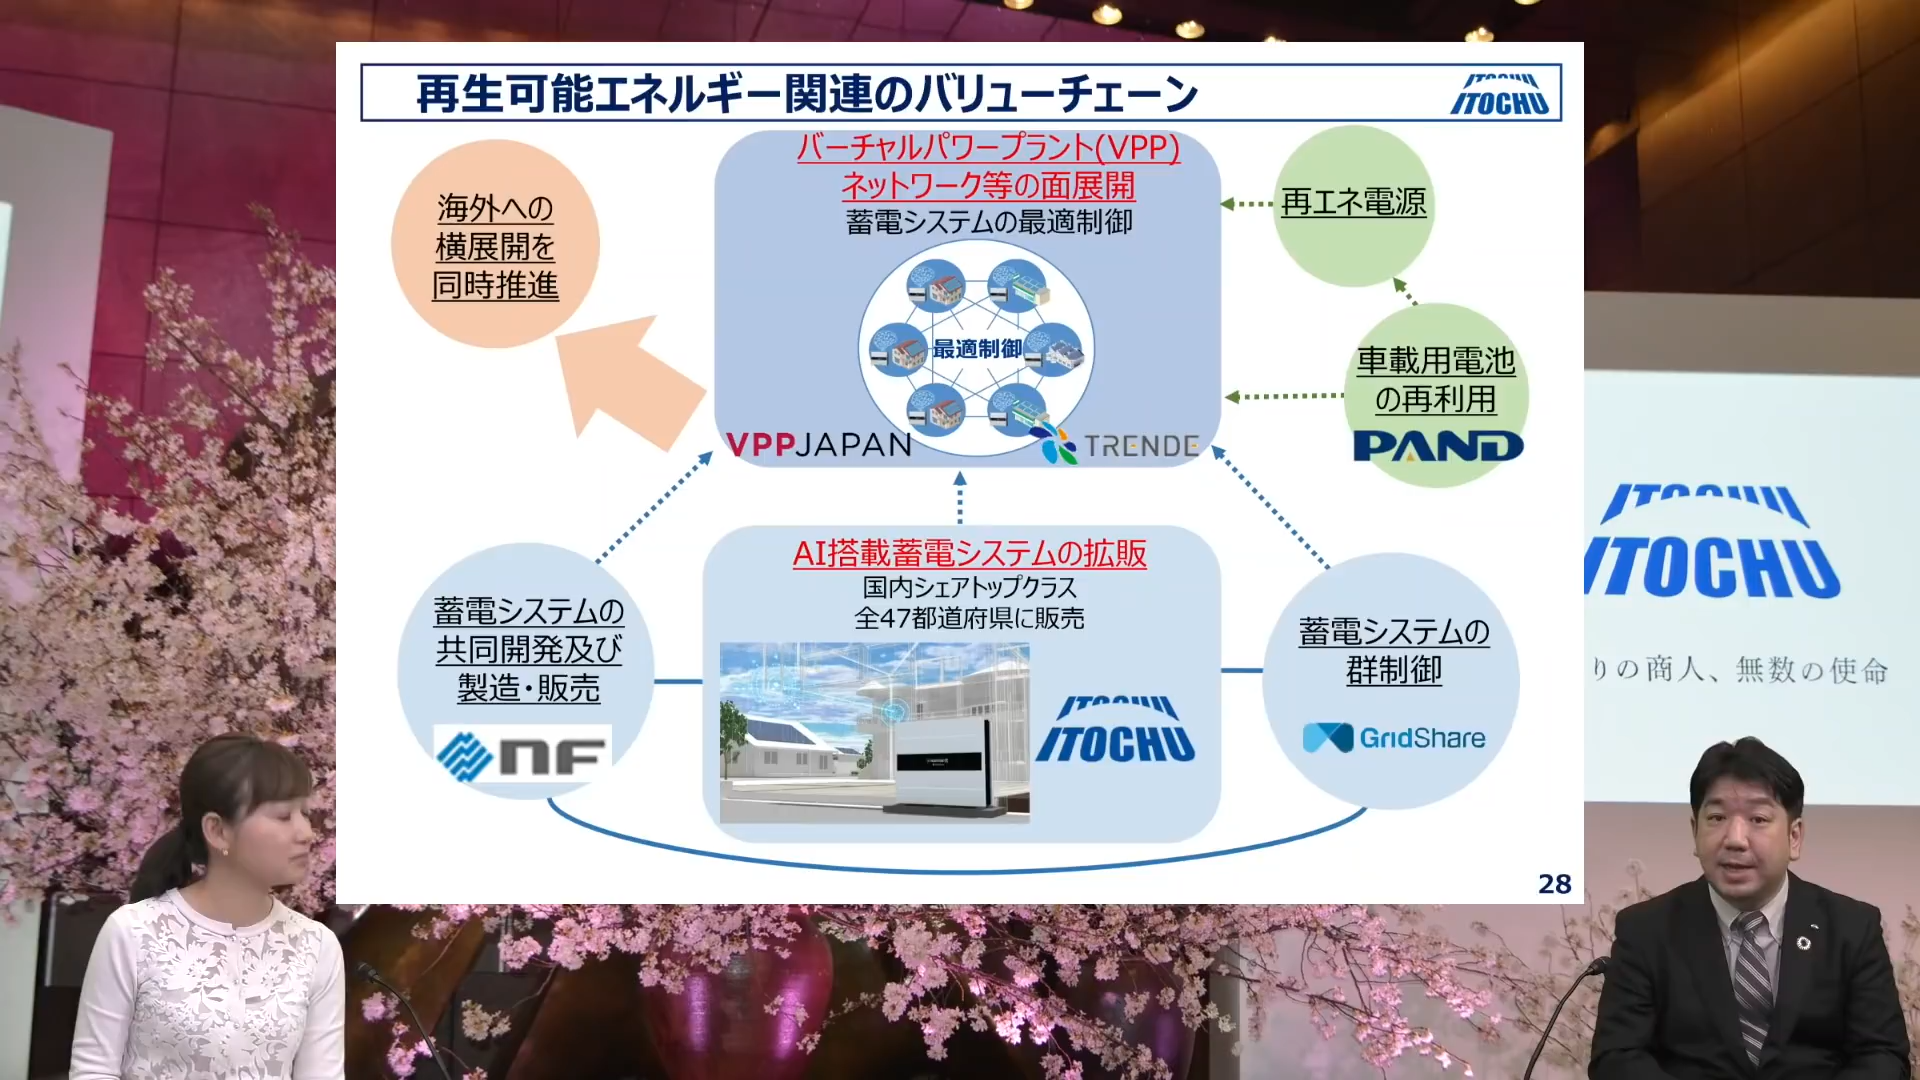 再生可能エネルギー関連のバリューチェーン
ITOCHU
ITOCHU
海外への
横展開を
同時推進
バーチャルパワープラント(VPP)
ネットワーク等の面展開
蓄電システムの最適制御
最適制御
VPPJAPAN
TRENDE
再エネ電源
車載用電池
の再利用
PAND
蓄電システムの
共同開発及び
製造・販売
nF
AI搭載蓄電システムの拡販
国内シェアトップクラス
全47都道府県に販売
ITOCHU
ITOCHU
蓄電システムの
群制御
GridShare
28
ITOCHU
ITOCHU
りの商人、無数の使命